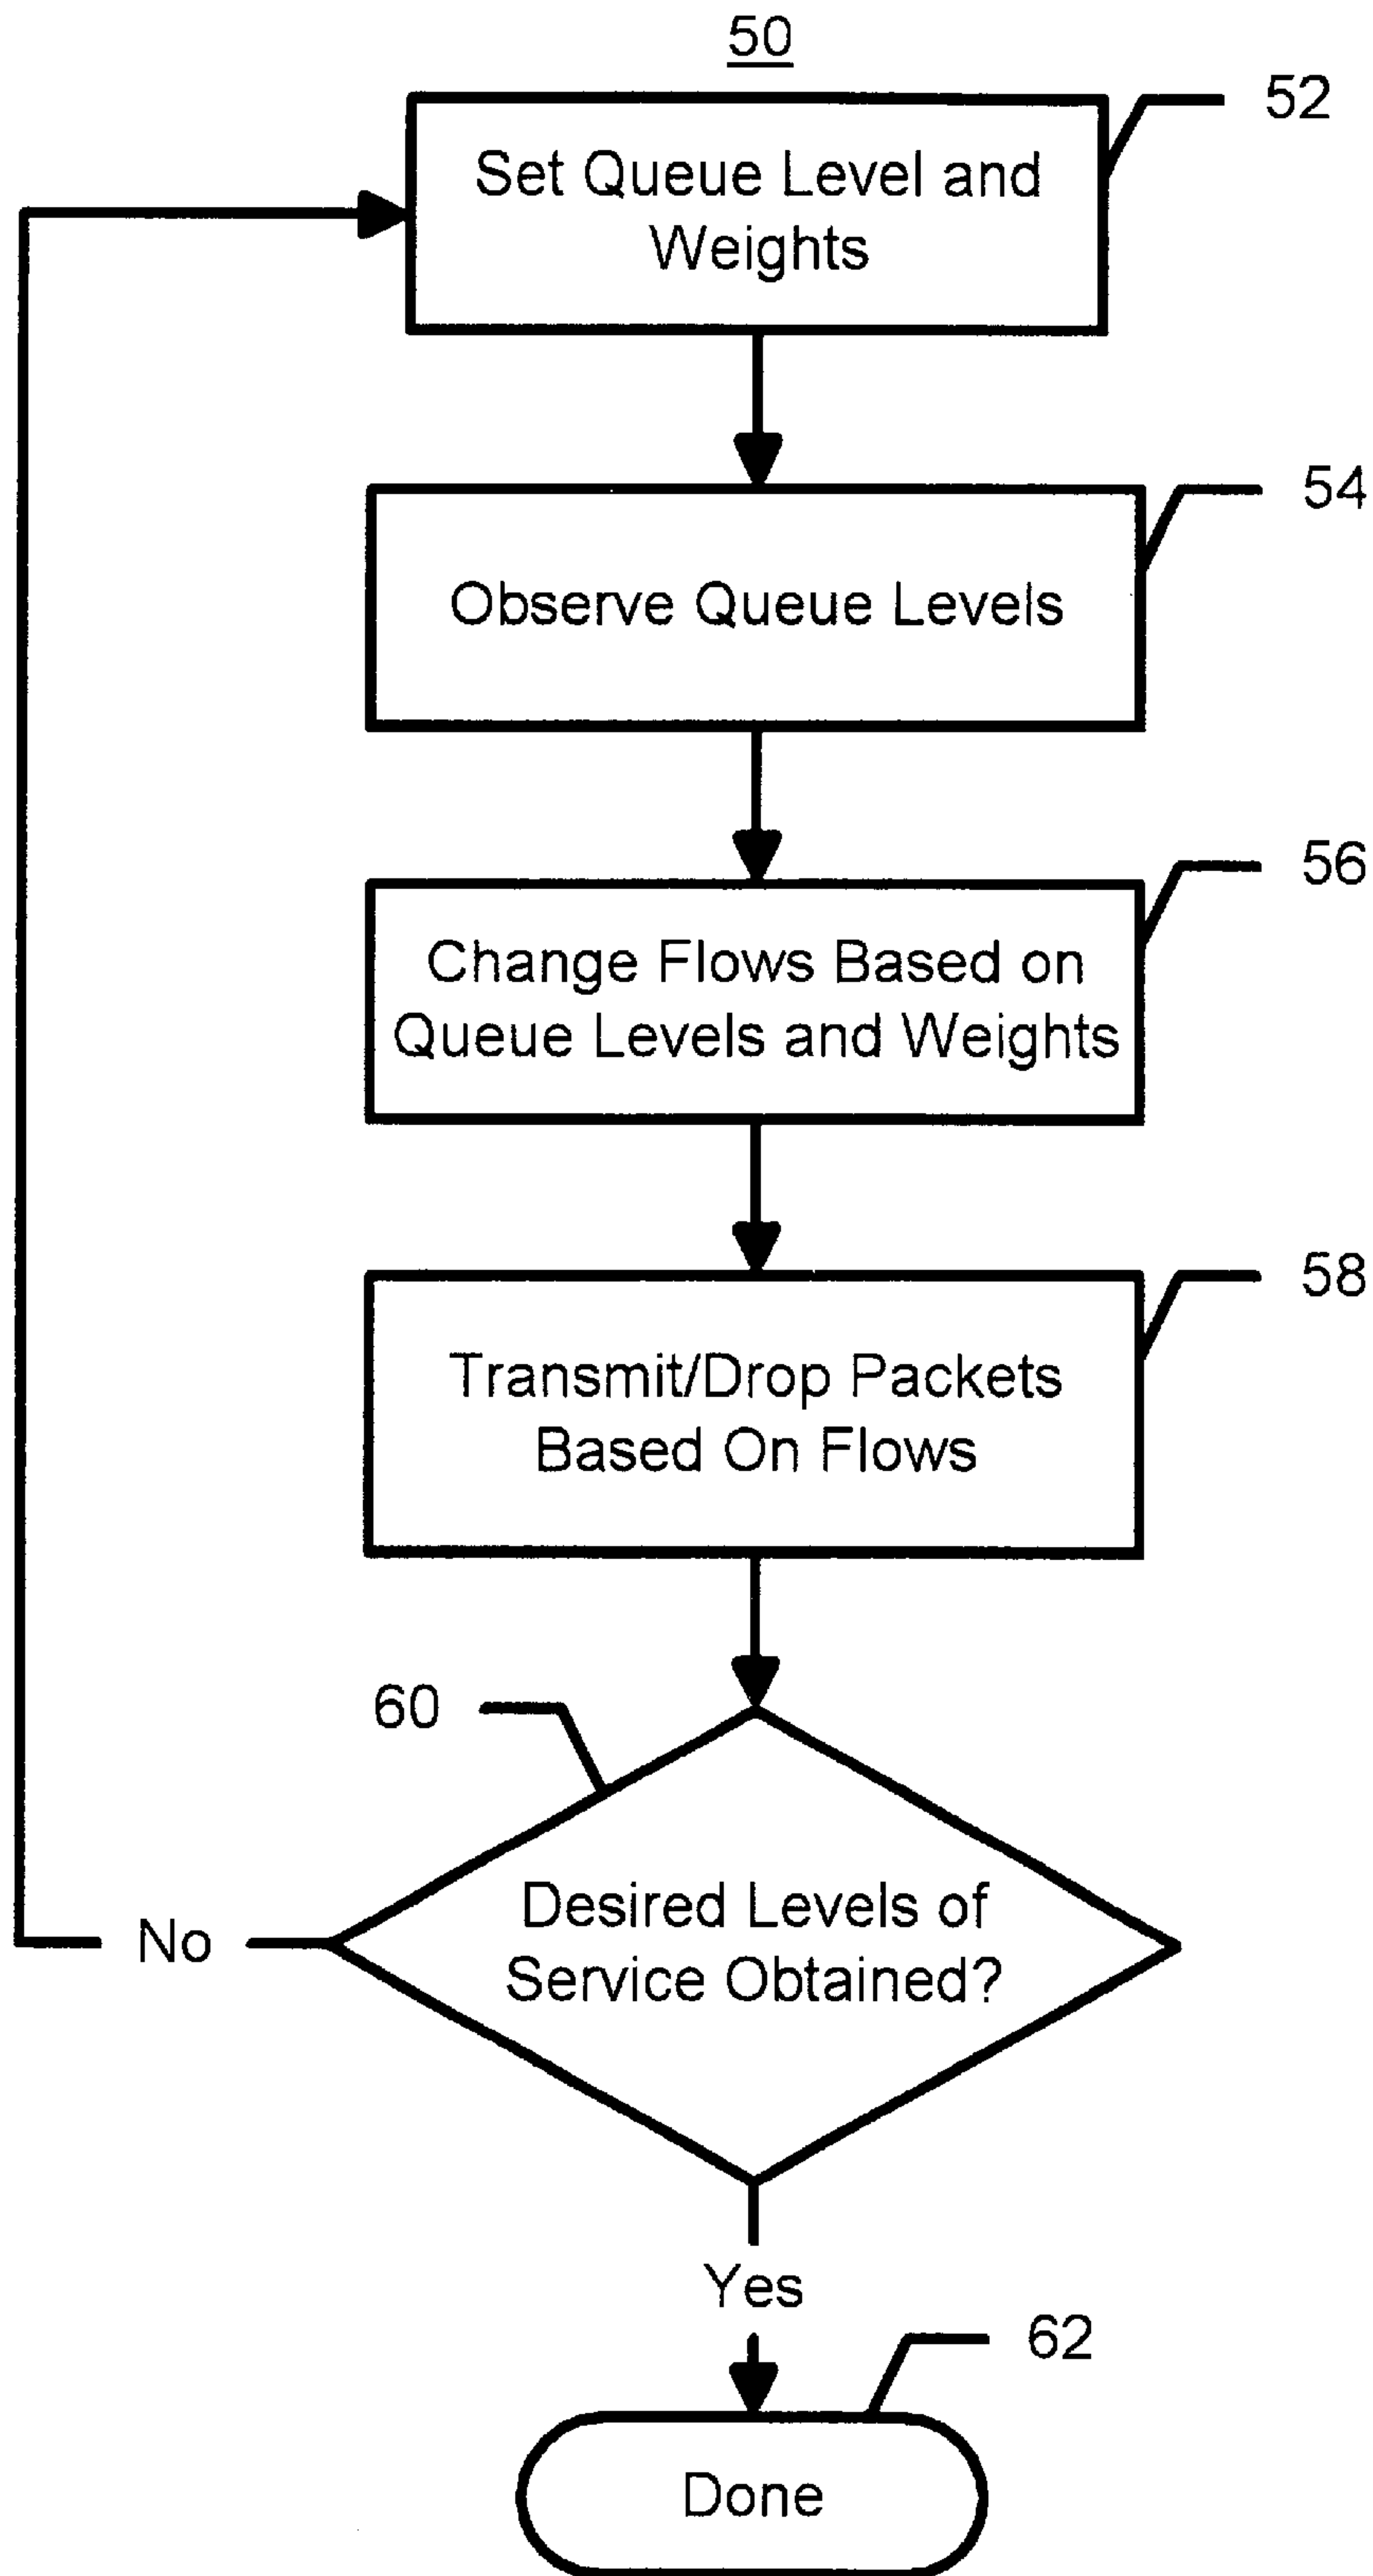 50
52
Set Queue Level and
Weights
54
Observe Queue Levels
56
Change Flows Based on
Queue Levels and Weights
58
Transmit/Drop Packets
Based On Flows
60
Desired Levels of
Service Obtained?
No
Yes
62
Done